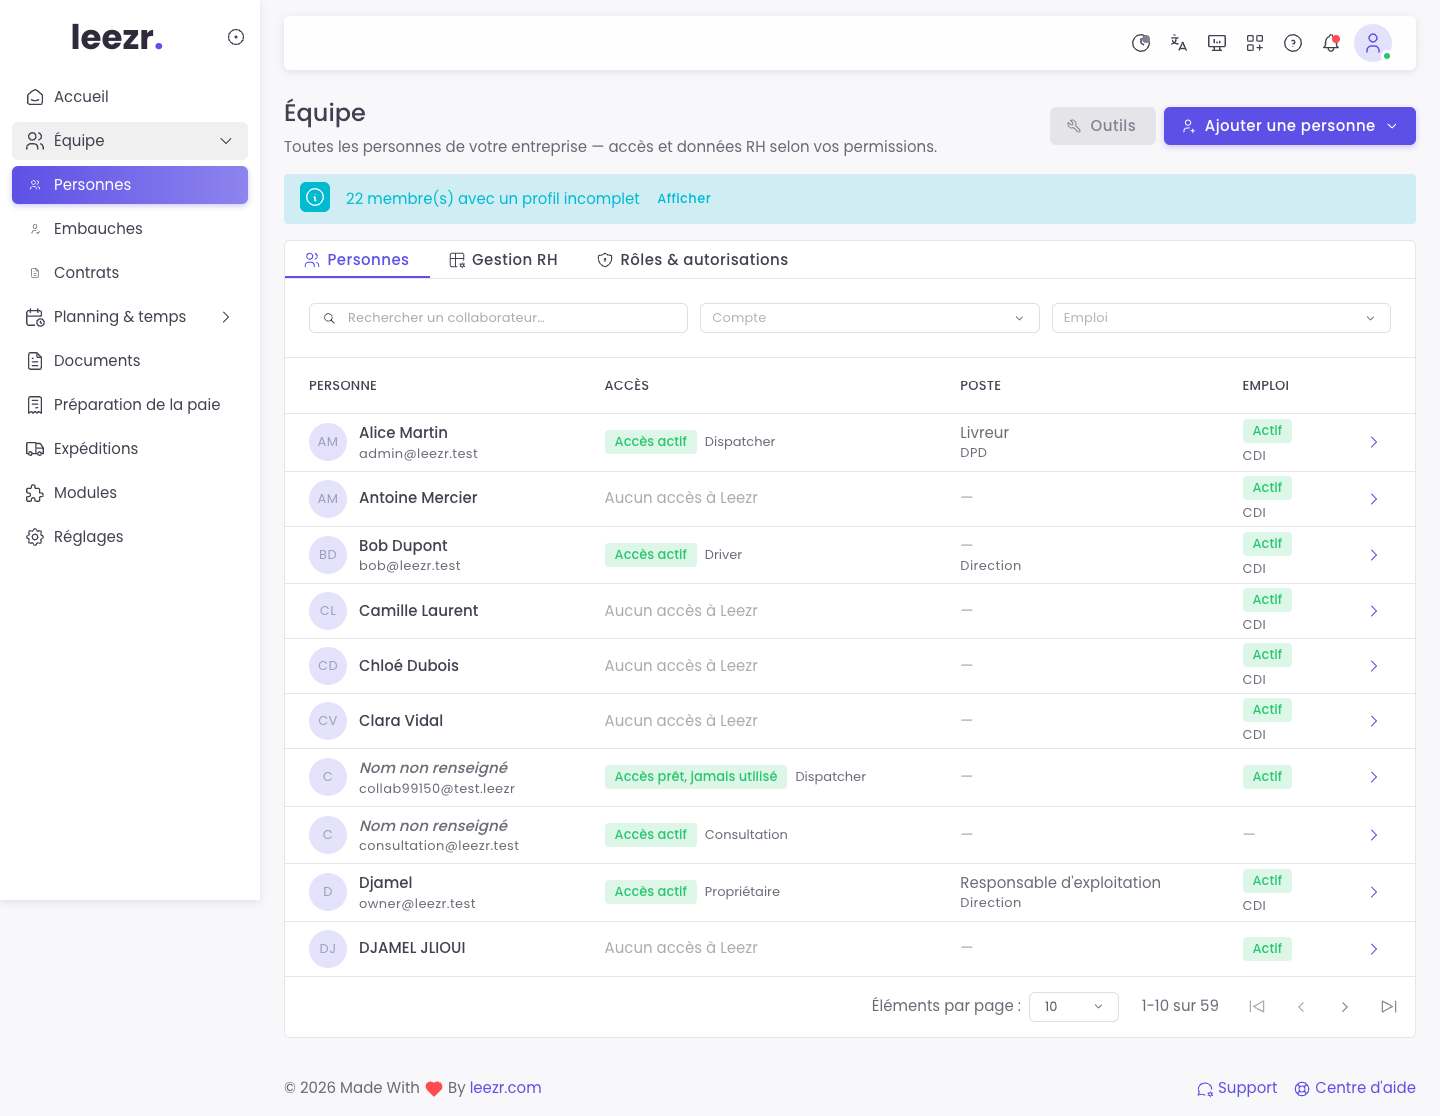 leezr.
Accueil
Équipe
Personnes
Embauches
Contrats
Planning & temps
Documents
Préparation de la paie
Expéditions
Modules
Réglages
Équipe
Toutes les personnes de votre entreprise — accès et données RH selon vos permissions.
Outils
Ajouter une personne
22 membre(s) avec un profil incomplet Afficher
Personnes Gestion RH Rôles & autorisations
Rechercher un collaborateur… Compte Emploi
PERSONNE ACCÈS POSTE EMPLOI
AM Alice Martin admin@leezr.test Accès actif Dispatcher Livreur DPD Actif CDI
AM Antoine Mercier Aucun accès à Leezr — Actif CDI
BD Bob Dupont bob@leezr.test Accès actif Driver — Direction Actif CDI
CL Camille Laurent Aucun accès à Leezr — Actif CDI
CD Chloé Dubois Aucun accès à Leezr — Actif CDI
CV Clara Vidal Aucun accès à Leezr — Actif CDI
C Nom non renseigné collab99150@test.leezr Accès prêt, jamais utilisé Dispatcher — Actif
C Nom non renseigné consultation@leezr.test Accès actif Consultation — —
D Djamel owner@leezr.test Accès actif Propriétaire Responsable d'exploitation Direction Actif CDI
DJ DJAMEL JLIOUI Aucun accès à Leezr — Actif
Éléments par page : 10 1-10 sur 59
© 2026 Made With By leezr.com
Support Centre d'aide